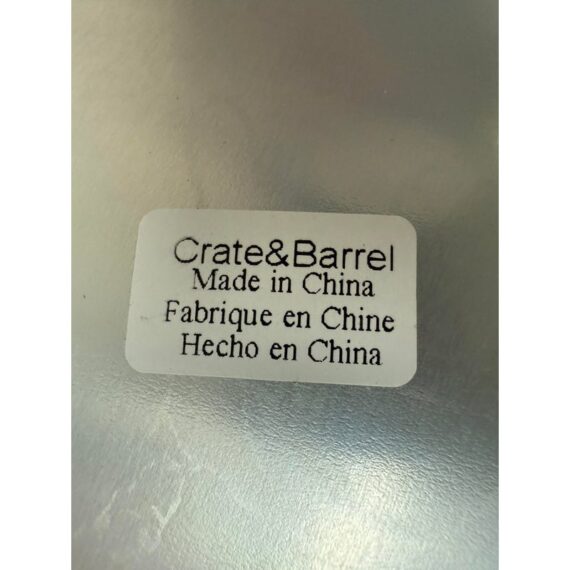 Crate&Barrel
Made in China
Fabrique en Chine
Hecho en China